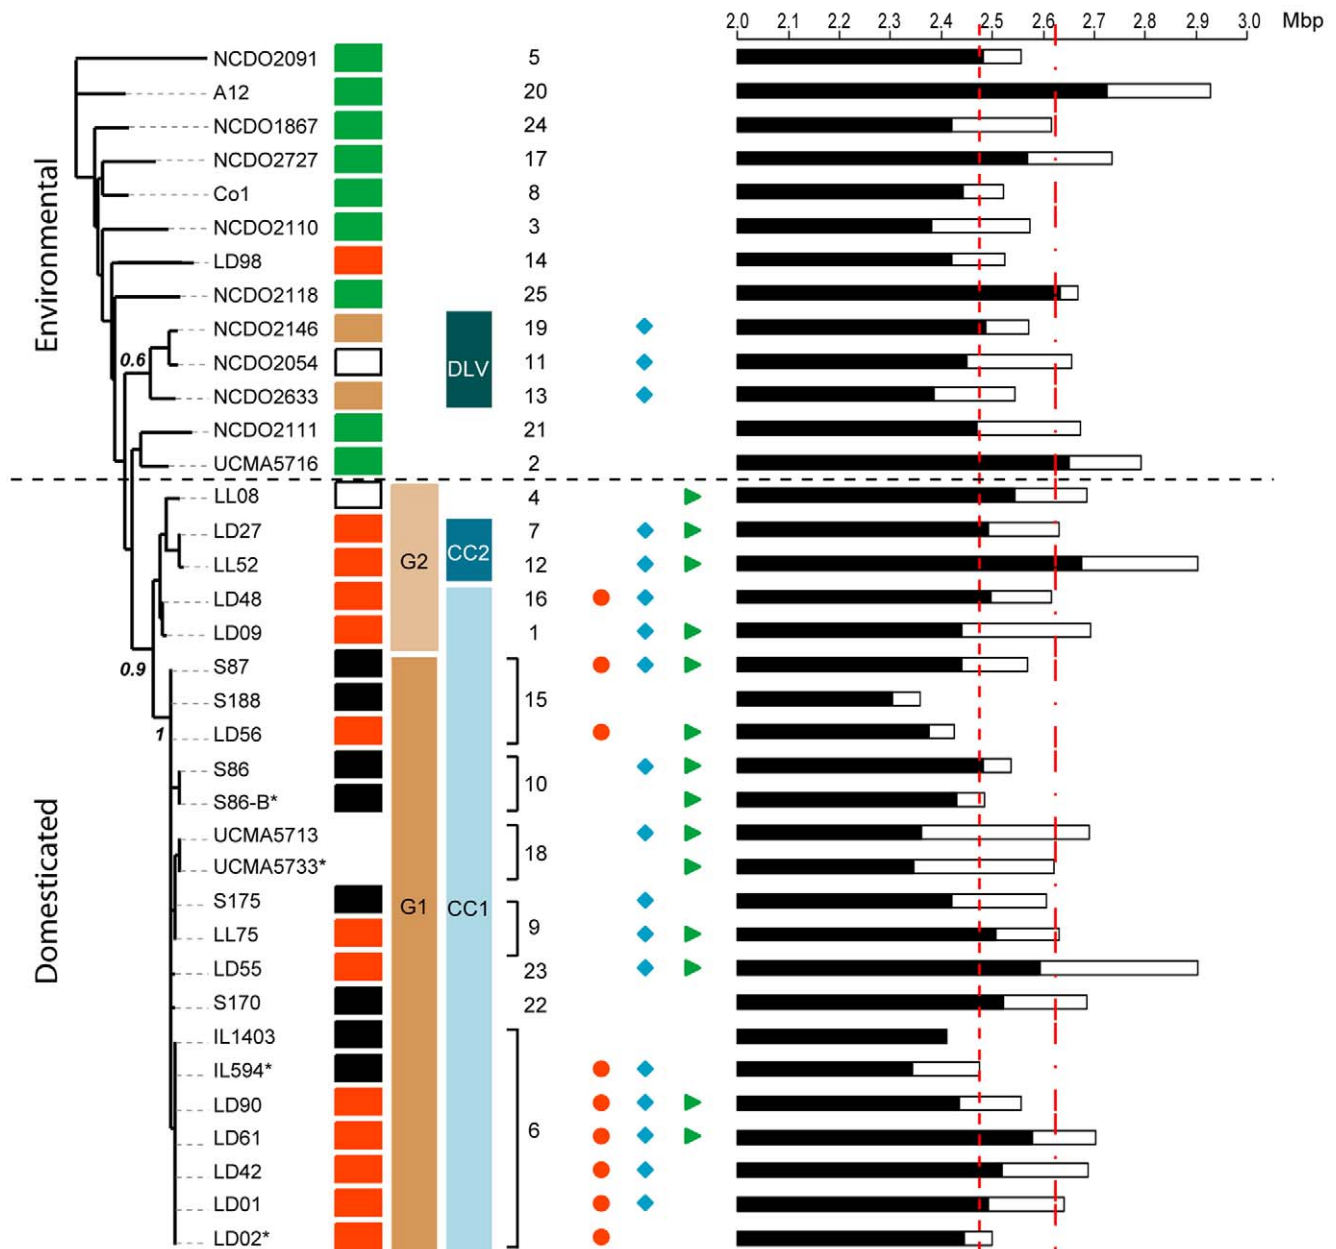 2.0 2.1 2.2 2.3 2.4 2.5 2.6 2.7 2.8 2.9 3.0 Mbp
NCDO2091 5
A12 20
NCDO1867 24
NCDO2727 17
Co1 8
NCDO2110 3
LD98 14
NCDO2118 25
NCDO2146 19
0.6 NCDO2054 11
DLV
NCDO2633 13
NCDO2111 21
UCMA5716 2
Environmental
LL08 4
LD27 7
CC2
LL52 G2 12
LD48 16
LD09 1
0.9 S87
S188 15
1 LD56
S86
10
S86-B*
UCMA5713
18
UCMA5733*
S175
G1 CC1
9
LL75
LD55 23
S170 22
IL1403
IL594*
LD90
LD61 6
LD42
LD01
LD02*
Domesticated